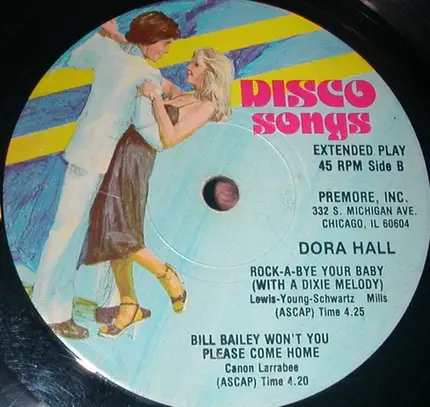 DISCO
songs
EXTENDED PLAY
45 RPM Side B
PREMORE, INC.
332 S. MICHIGAN AVE.
CHICAGO, IL 60604
DORA HALL
ROCK-A-BYE YOUR BABY
(WITH A DIXIE MELODY)
Lewis-Young-Schwartz Mills
(ASCAP) Time 4.25
BILL BAILEY WON'T YOU
PLEASE COME HOME
Canon Larrabee
(ASCAP) Time 4.20